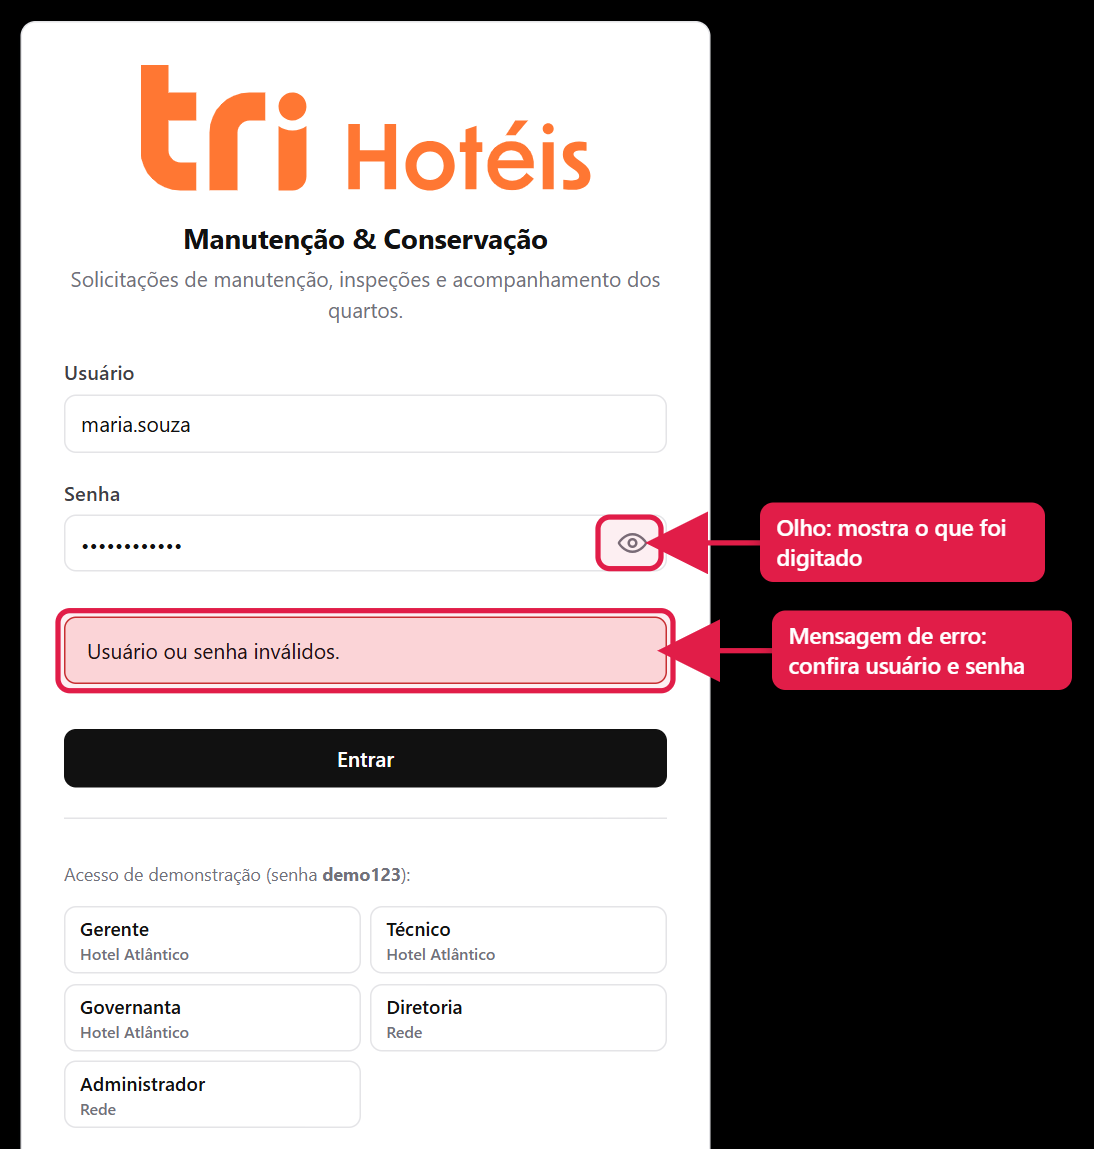 tri Hotéis
Manutenção & Conservação
Solicitações de manutenção, inspeções e acompanhamento dos
quartos.
Usuário
maria.souza
Senha
••••••••••••
Olho: mostra o que foi
digitado
Usuário ou senha inválidos.
Mensagem de erro:
confira usuário e senha
Entrar
Acesso de demonstração (senha demo123):
Gerente
Hotel Atlântico
Técnico
Hotel Atlântico
Governanta
Hotel Atlântico
Diretoria
Rede
Administrador
Rede